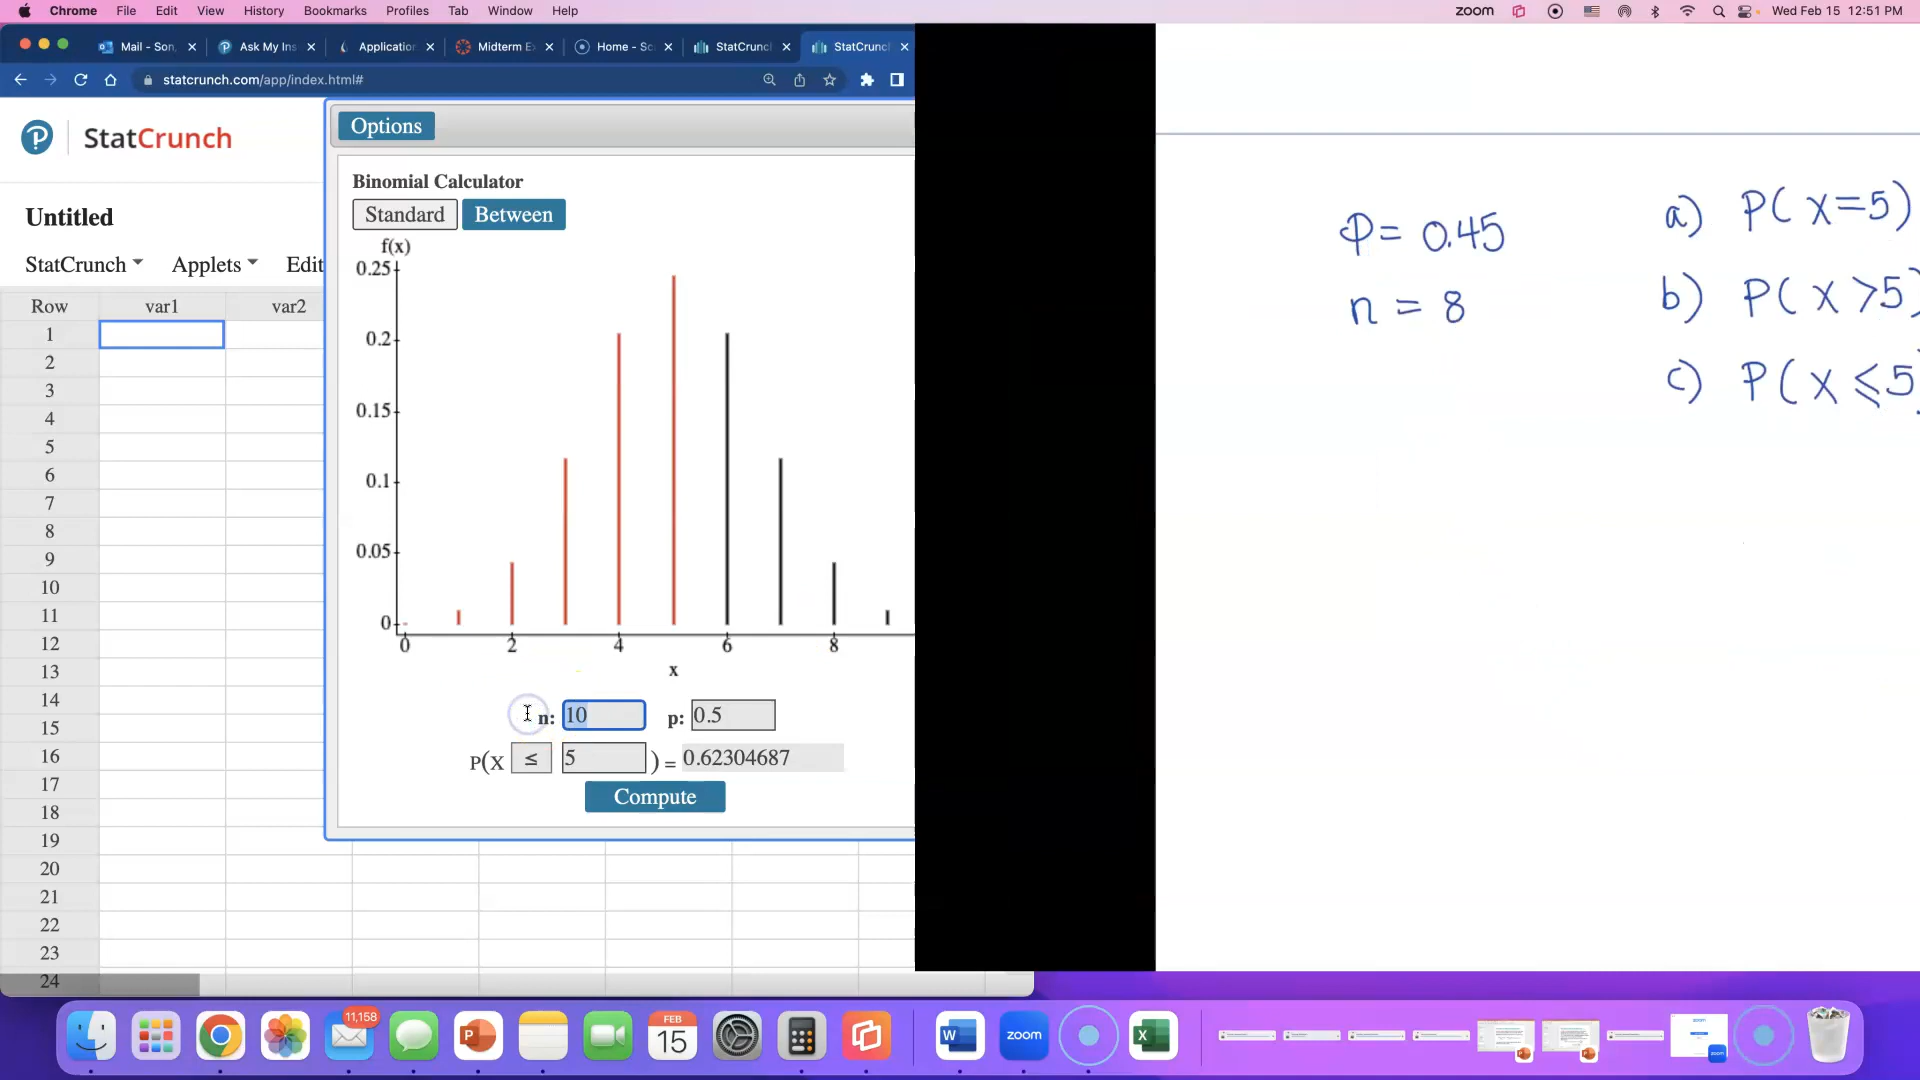 Chrome File Edit View History Bookmarks Profiles Tab Window Help
zoom Wed Feb 15 12:51 PM
Mail - Son, Ask My Ins Application Midterm E Home - Sc StatCrunch StatCrunch
statcrunch.com/app/index.html#
StatCrunch
Untitled
StatCrunch Applets Edit
Row var1 var2
1
2
3
4
5
6
7
8
9
10
11
12
13
14
15
16
17
18
19
20
21
22
23
24
Options
Binomial Calculator
Standard Between
f(x)
0.25
0.2
0.15
0.1
0.05
0
0 2 4 6 8
x
n: 10 p: 0.5
P(X ≤ 5 ) = 0.62304687
Compute
P = 0.45
n = 8
a) P( x=5)
b) P( x >5)
c) P( x ≤5)
11,158
FEB
15
zoom